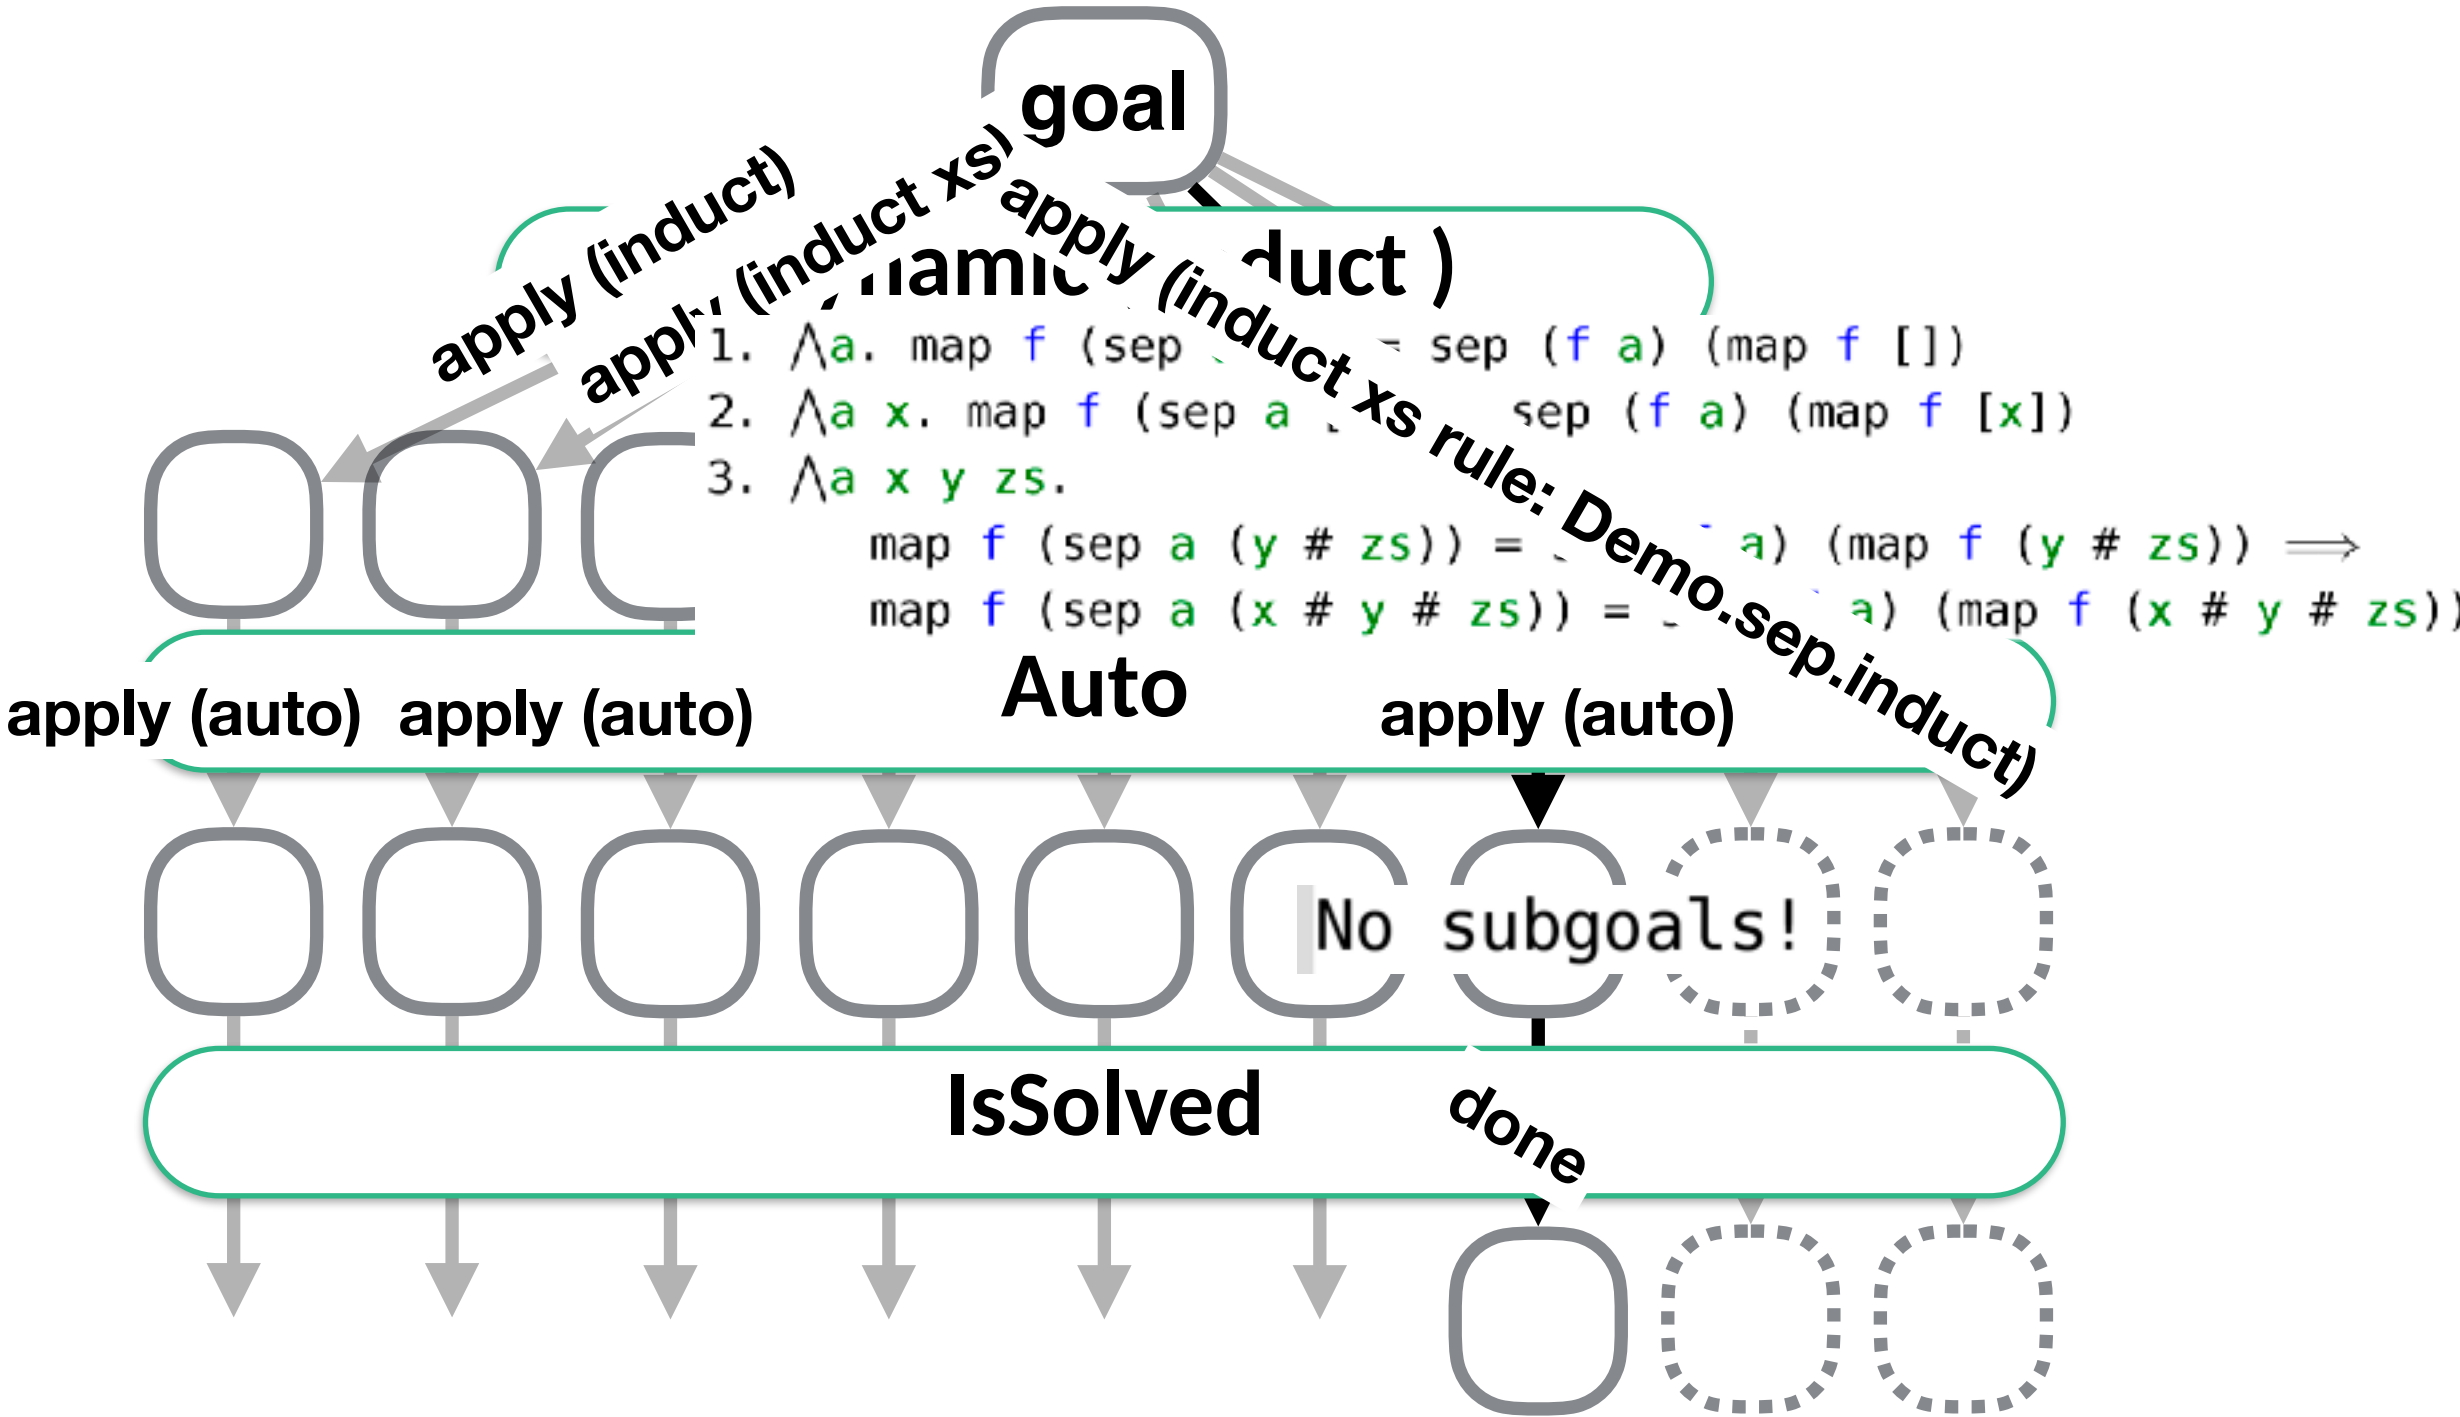 goal
apply (induct)
apply (induct xs)
apply (induct xs rule: Demo.sep.induct)
)
1. ⋀a. map f (sep = sep (f a) (map f [])
2. ⋀a x. map f (sep a sep (f a) (map f [x])
3. ⋀a x y zs.
map f (sep a (y # zs)) = a) (map f (y # zs)) ⟹
map f (sep a (x # y # zs)) = a) (map f (x # y # zs))
Auto
apply (auto) apply (auto) apply (auto)
No subgoals!
IsSolved
done